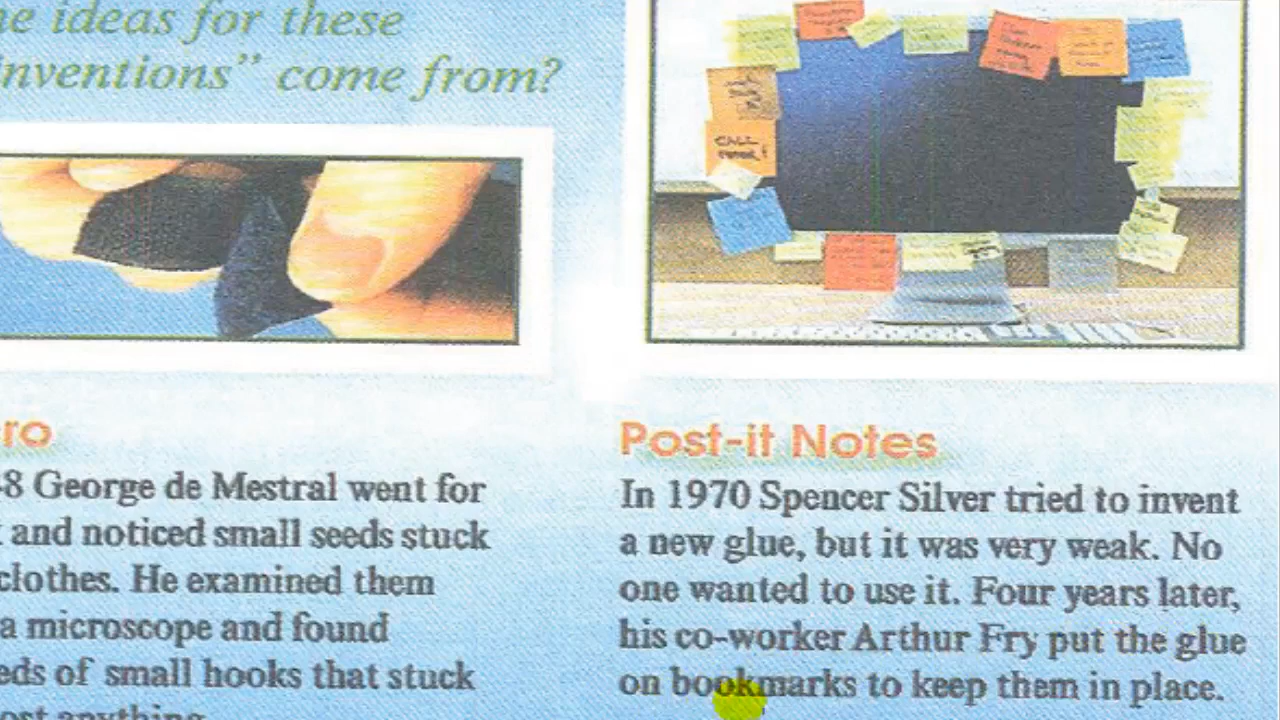 e ideas for these
inventions" come from?
CALL
ro
8 George de Mestral went for
and noticed small seeds stuck
clothes. He examined them
a microscope and found
eds of small hooks that stuck
ost anything
Post-it Notes
In 1970 Spencer Silver tried to invent
a new glue, but it was very weak. No
one wanted to use it. Four years later,
his co-worker Arthur Fry put the glue
on bookmarks to keep them in place.